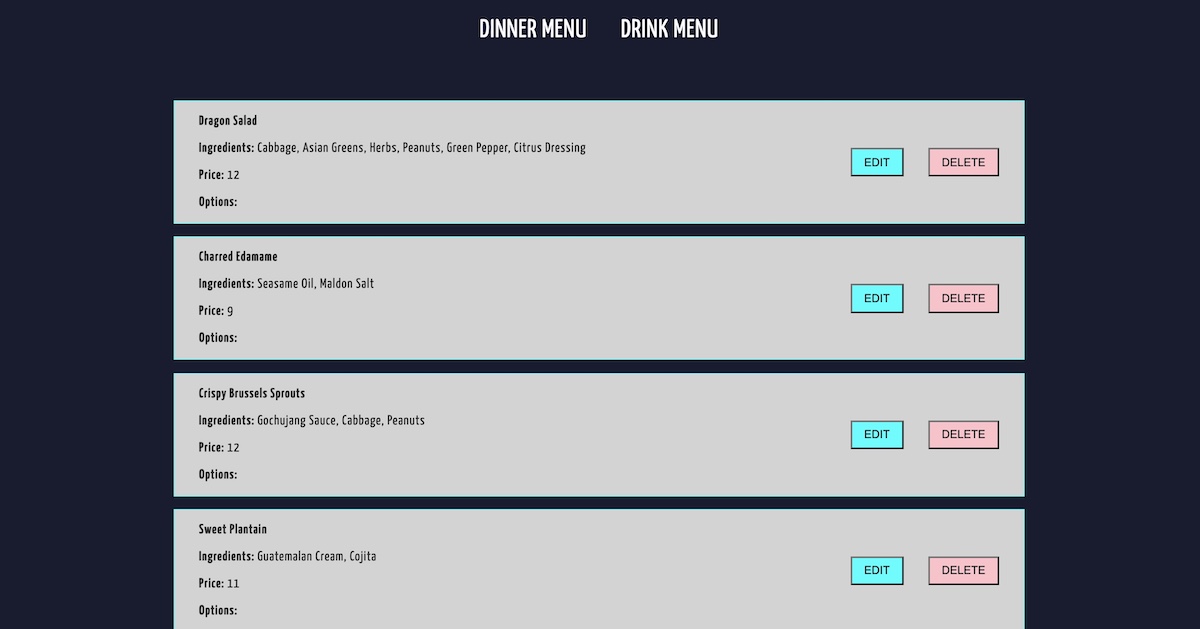 DINNER MENU DRINK MENU
Dragon Salad
Ingredients: Cabbage, Asian Greens, Herbs, Peanuts, Green Pepper, Citrus Dressing
Price: 12
Options:
EDIT DELETE
Charred Edamame
Ingredients: Seasame Oil, Maldon Salt
Price: 9
Options:
EDIT DELETE
Crispy Brussels Sprouts
Ingredients: Gochujang Sauce, Cabbage, Peanuts
Price: 12
Options:
EDIT DELETE
Sweet Plantain
Ingredients: Guatemalan Cream, Cojita
Price: 11
Options:
EDIT DELETE